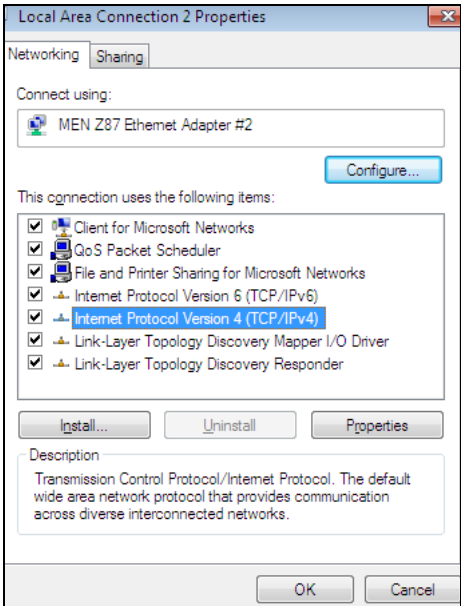 Local Area Connection 2 Properties
Networking
Sharing
Connect using:
MEN Z87 Ethernet Adapter #2
Configure...
This connection uses the following items:
Client for Microsoft Networks
QoS Packet Scheduler
File and Printer Sharing for Microsoft Networks
Internet Protocol Version 6 (TCP/IPv6)
Internet Protocol Version 4 (TCP/IPv4)
Link-Layer Topology Discovery Mapper I/O Driver
Link-Layer Topology Discovery Responder
Install...
Uninstall
Properties
Description
Transmission Control Protocol/Internet Protocol. The default
wide area network protocol that provides communication
across diverse interconnected networks.
OK
Cancel